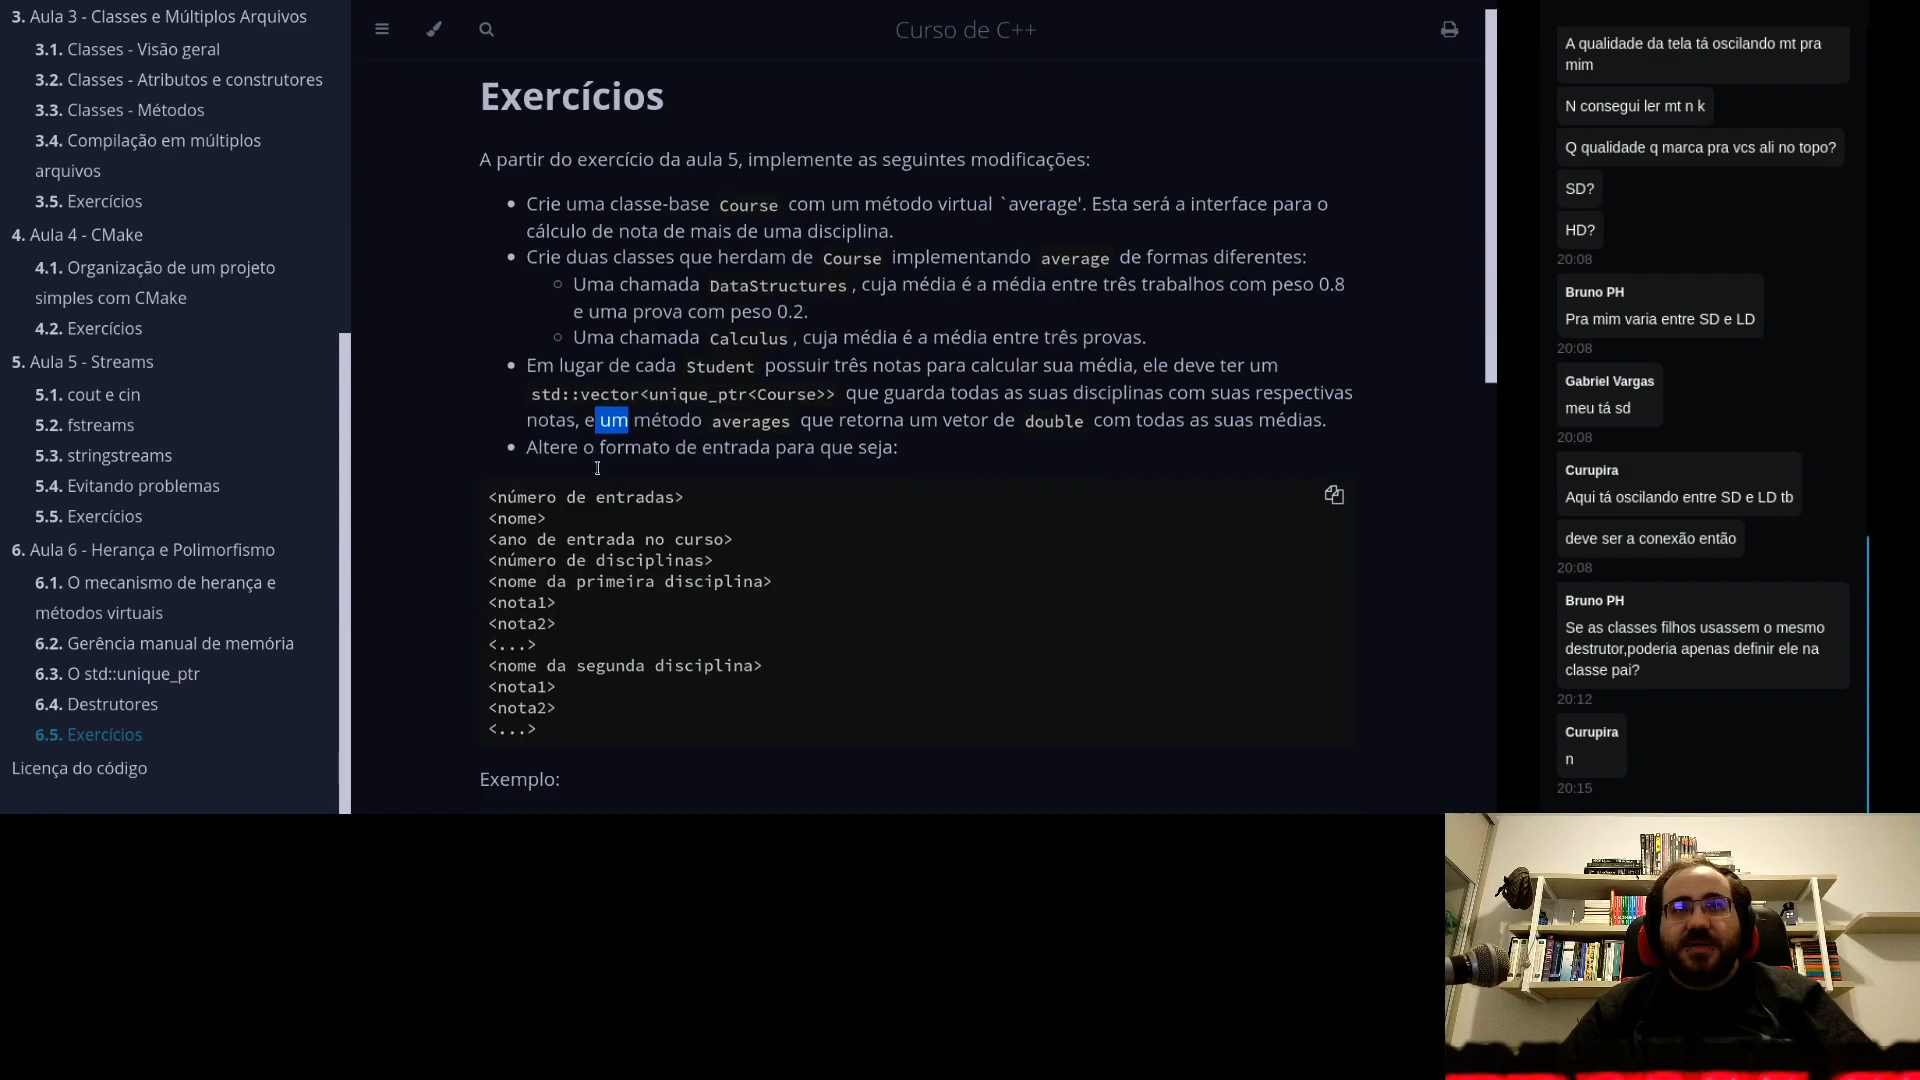 3. Aula 3 - Classes e Múltiplos Arquivos
3.1. Classes - Visão geral
3.2. Classes - Atributos e construtores
3.3. Classes - Métodos
3.4. Compilação em múltiplos
arquivos
3.5. Exercícios
4. Aula 4 - CMake
4.1. Organização de um projeto
simples com CMake
4.2. Exercícios
5. Aula 5 - Streams
5.1. cout e cin
5.2. fstreams
5.3. stringstreams
5.4. Evitando problemas
5.5. Exercícios
6. Aula 6 - Herança e Polimorfismo
6.1. O mecanismo de herança e
métodos virtuais
6.2. Gerência manual de memória
6.3. O std::unique_ptr
6.4. Destrutores
6.5. Exercícios
Licença do código
Curso de C++
Exercícios
A partir do exercício da aula 5, implemente as seguintes modificações:
• Crie uma classe-base Course com um método virtual `average'. Esta será a interface para o
cálculo de nota de mais de uma disciplina.
• Crie duas classes que herdam de Course implementando average de formas diferentes:
◦ Uma chamada DataStructures, cuja média é a média entre três trabalhos com peso 0.8
e uma prova com peso 0.2.
◦ Uma chamada Calculus, cuja média é a média entre três provas.
• Em lugar de cada Student possuir três notas para calcular sua média, ele deve ter um
std::vector<unique_ptr<Course>> que guarda todas as suas disciplinas com suas respectivas
notas, e um método averages que retorna um vetor de double com todas as suas médias.
• Altere o formato de entrada para que seja:
<número de entradas>
<nome>
<ano de entrada no curso>
<número de disciplinas>
<nome da primeira disciplina>
<nota1>
<nota2>
<...>
<nome da segunda disciplina>
<nota1>
<nota2>
<...>
Exemplo:
A qualidade da tela tá oscilando mt pra
mim
N consegui ler mt n k
Q qualidade q marca pra vcs ali no topo?
SD?
HD?
20:08
Bruno PH
Pra mim varia entre SD e LD
20:08
Gabriel Vargas
meu tá sd
20:08
Curupira
Aqui tá oscilando entre SD e LD tb
deve ser a conexão então
20:08
Bruno PH
Se as classes filhos usassem o mesmo
destrutor,poderia apenas definir ele na
classe pai?
20:12
Curupira
n
20:15